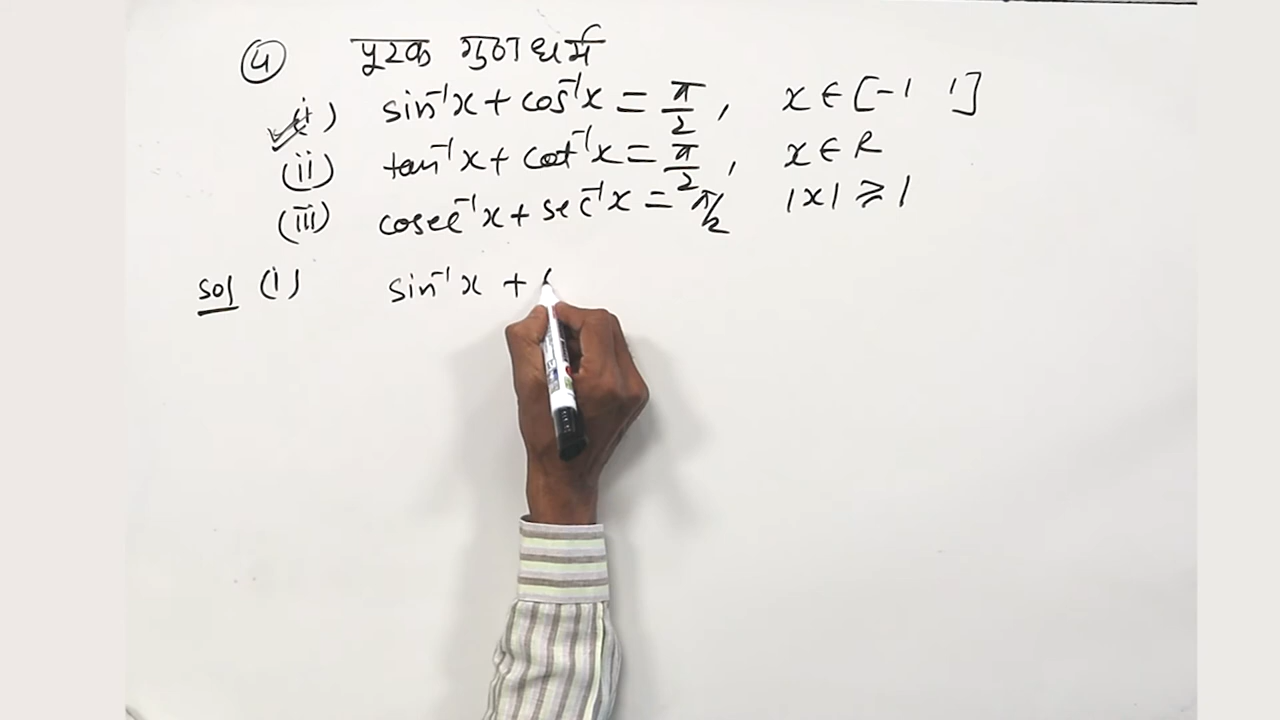 ५ पूरक गुणधर्म
(i) sin⁻¹x + cos⁻¹x = π/2, x ∈ [-1 1]
(ii) tan⁻¹x + cot⁻¹x = π/2, x ∈ R
(iii) cosec⁻¹x + sec⁻¹x = π/2 |x| ≥ 1
Sol (i) sin⁻¹x +